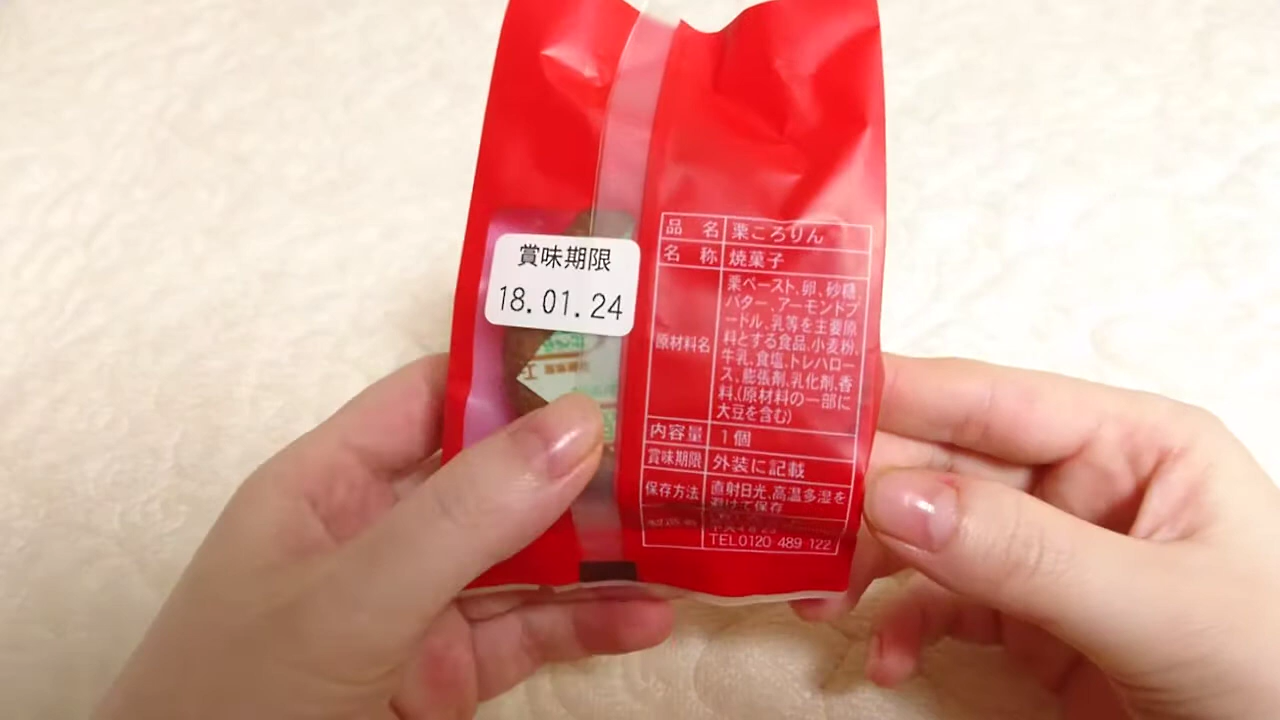 賞味期限
18.01.24
品 名 栗ころりん
名 称 焼菓子
原材料名
栗ペースト、卵、砂糖、
バター、アーモンドプ
ードル、乳等を主要原
料とする食品、小麦粉、
牛乳、食塩、トレハロー
ス、膨張剤、乳化剤、香
料、(原材料の一部に
大豆を含む)
内容量 1個
賞味期限 外装に記載
保存方法 直射日光、高温多湿を
避けて保存
製造者
TEL0120-489-122